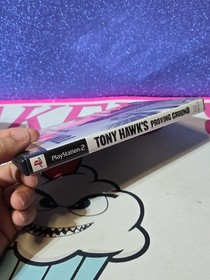 PlayStation 2
TONY HAWK'S PROVING GROUND